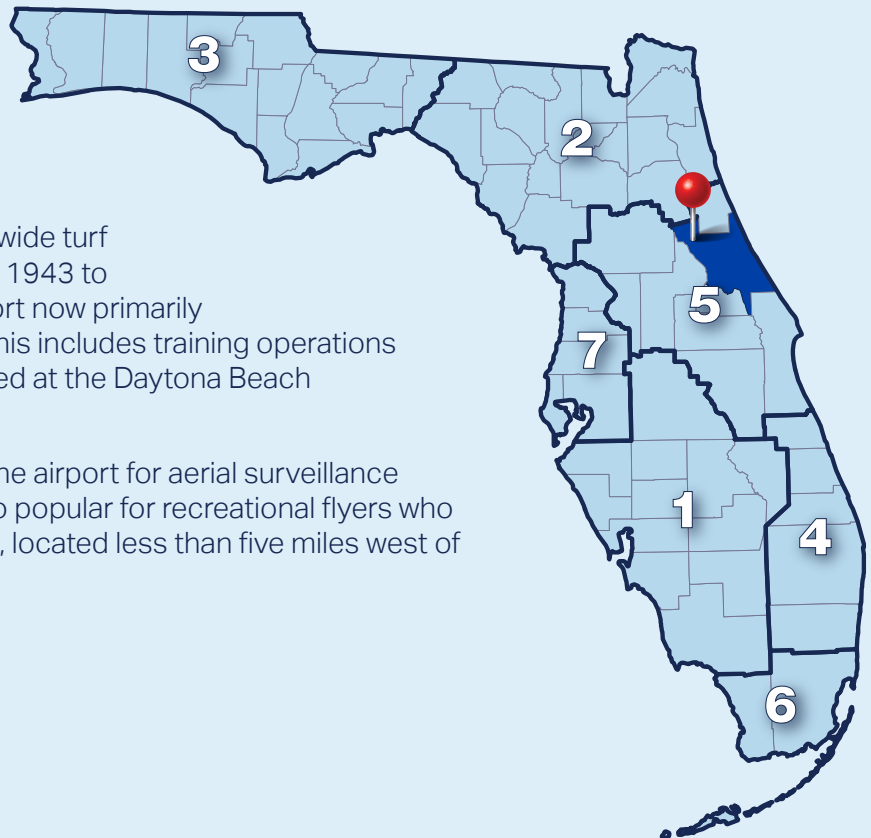 3
2
wide turf
1943 to
ort now primarily
his includes training operations
ed at the Daytona Beach
5
7
ne airport for aerial surveillance
o popular for recreational flyers who
, located less than five miles west of
1
4
6